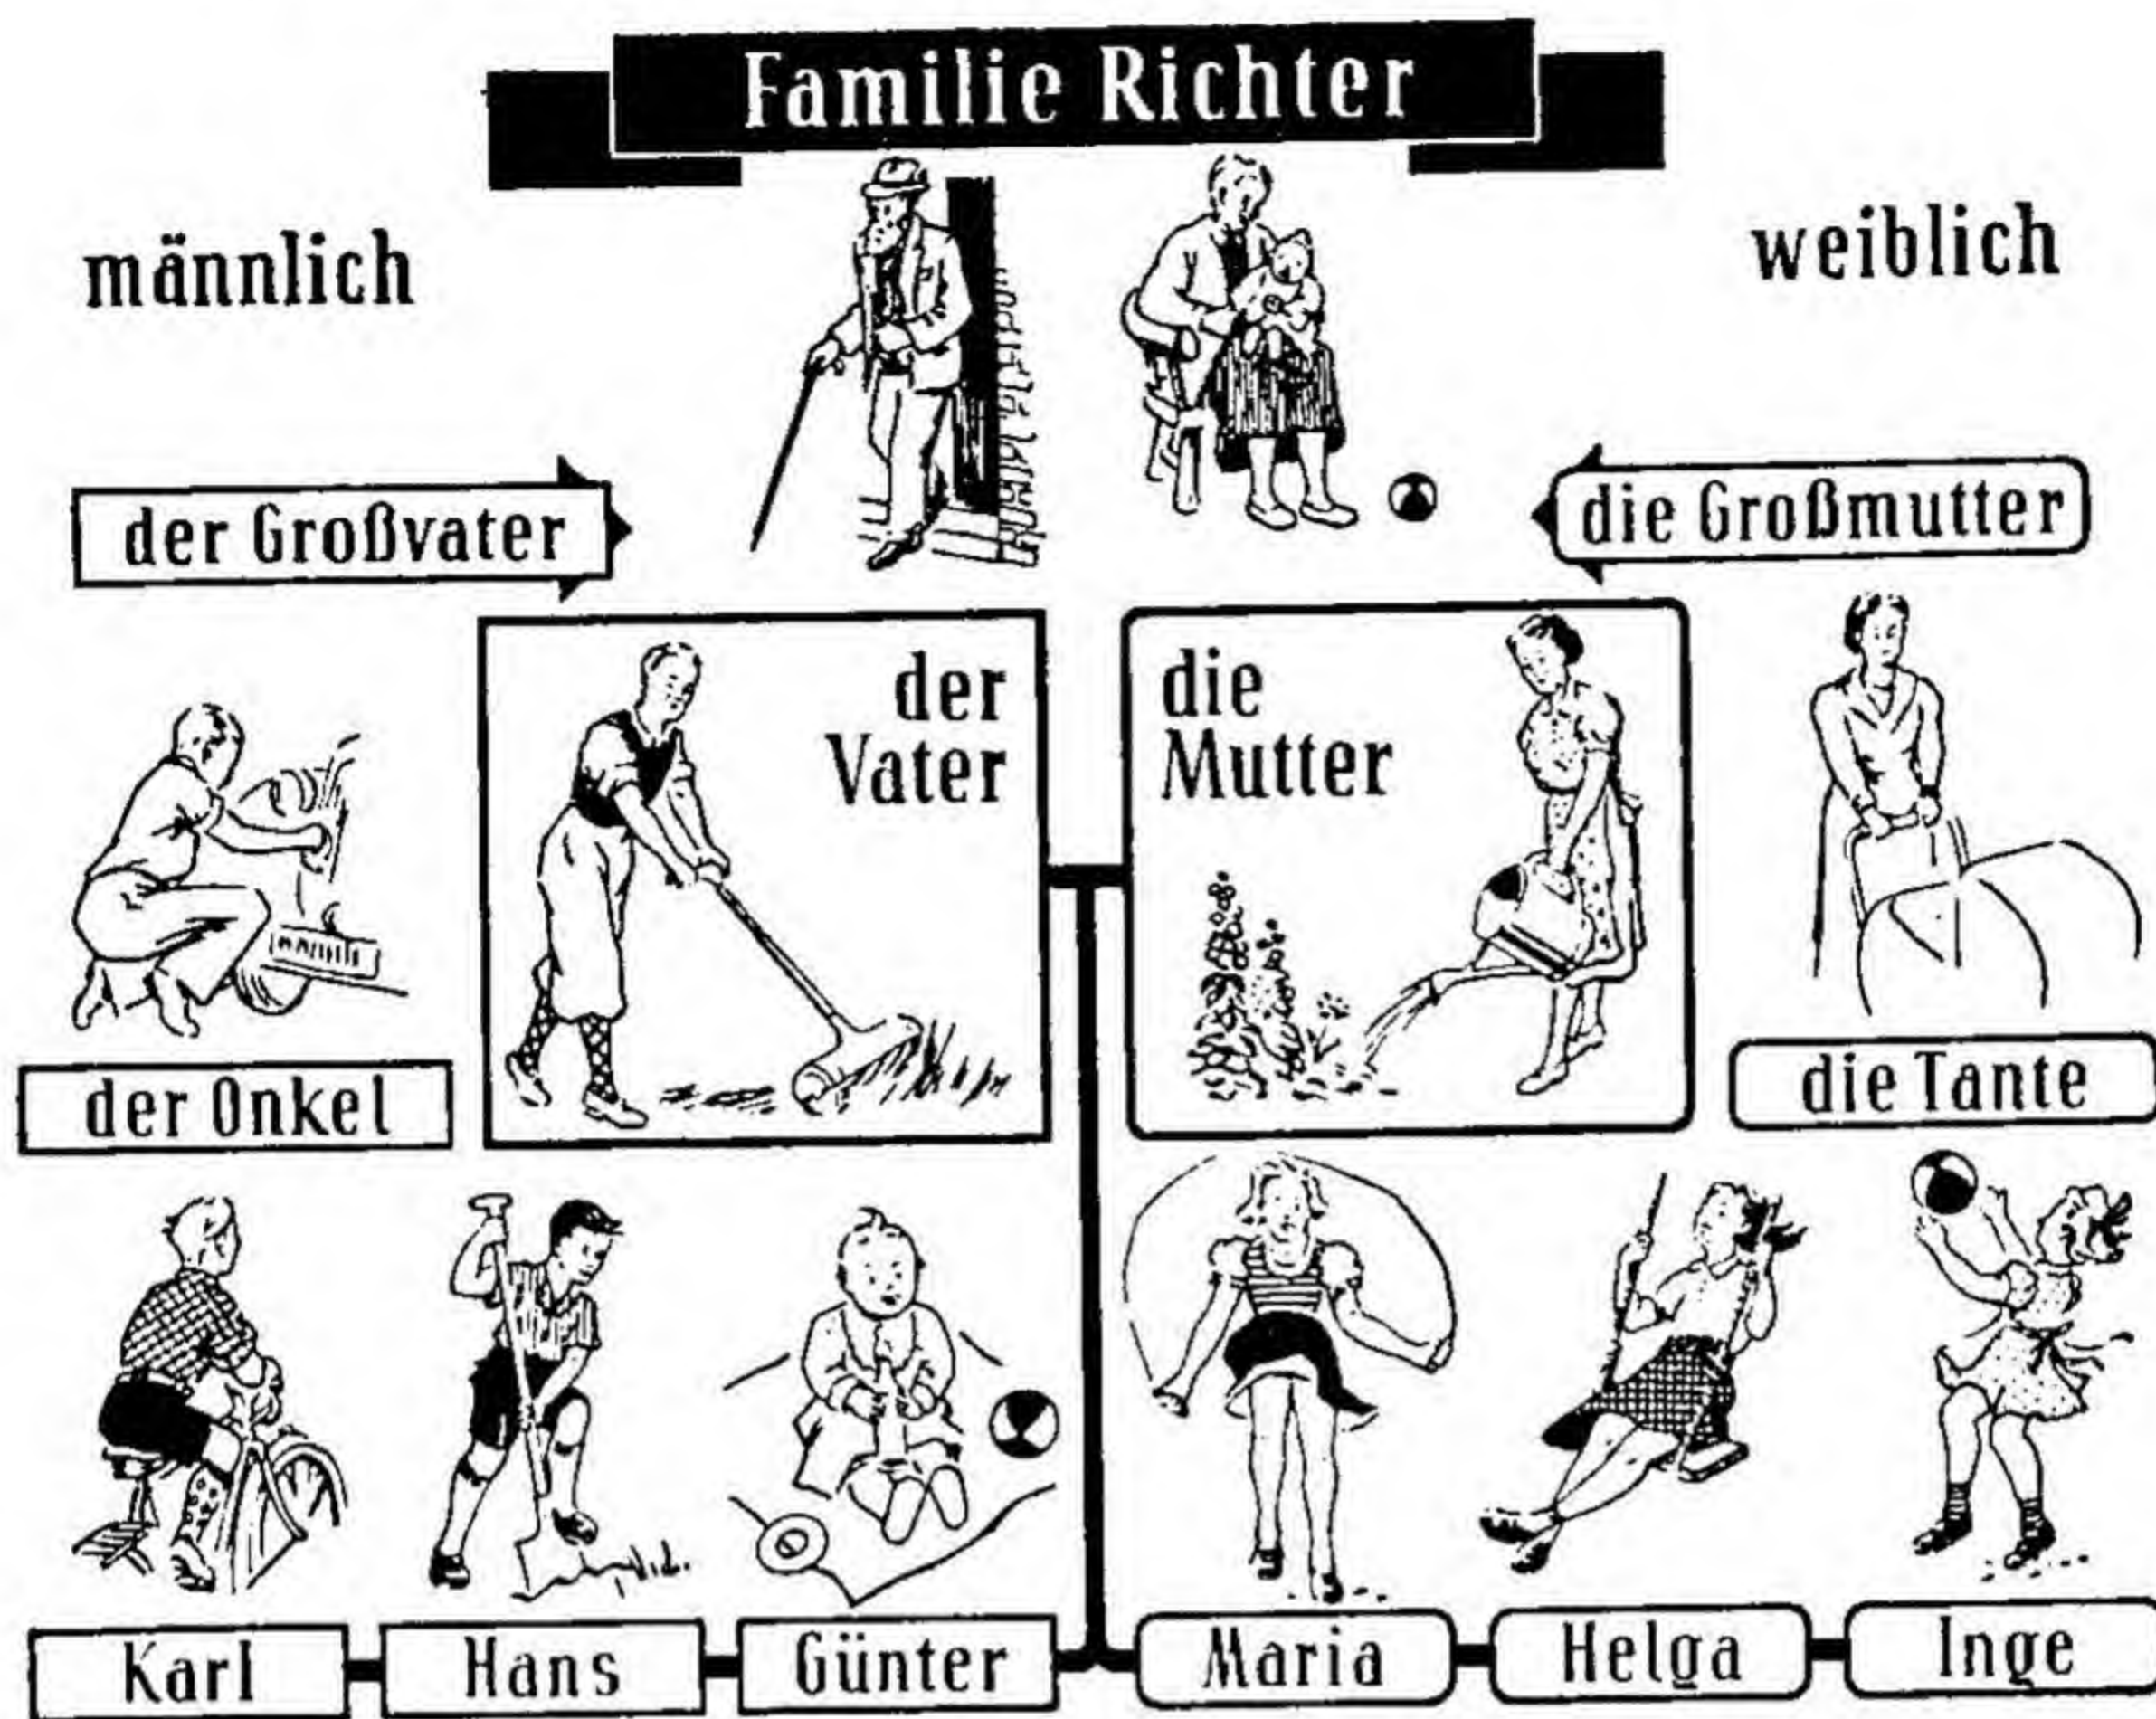 Familie Richter
männlich
weiblich
der Großvater
die Großmutter
der
Vater
die
Mutter
der Onkel
die Tante
Karl
Hans
Günter
Maria
Helga
Inge